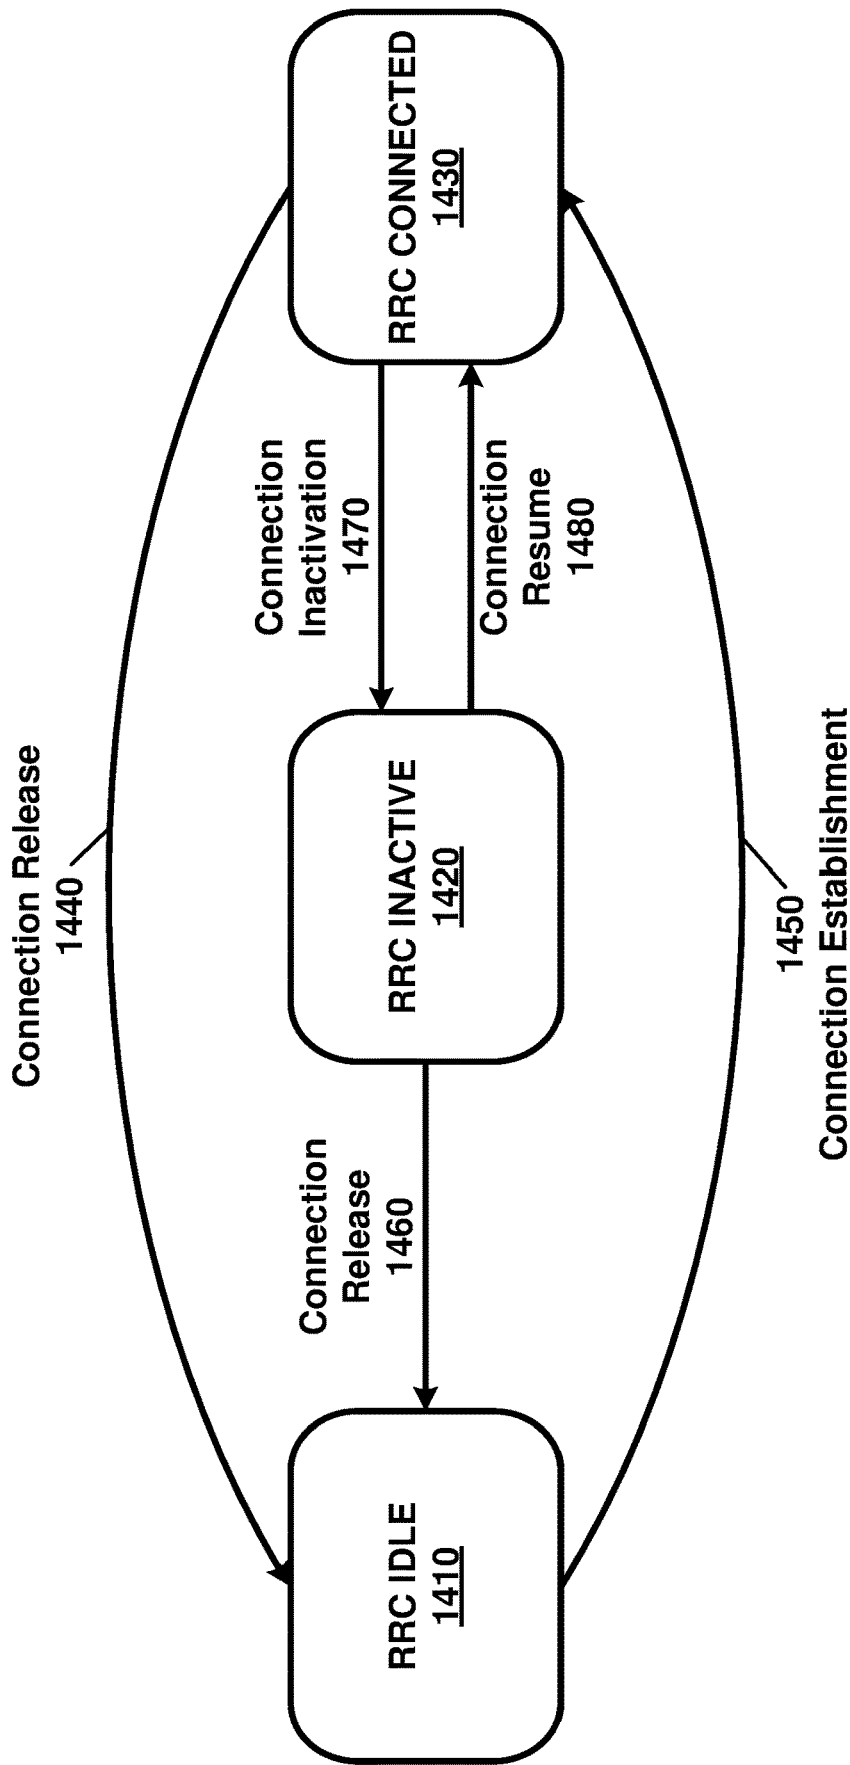 Connection Release
1440
RRC IDLE
1410
Connection
Release
1460
RRC INACTIVE
1420
Connection
Inactivation
1470
Connection
Resume
1480
RRC CONNECTED
1430
1450
Connection Establishment